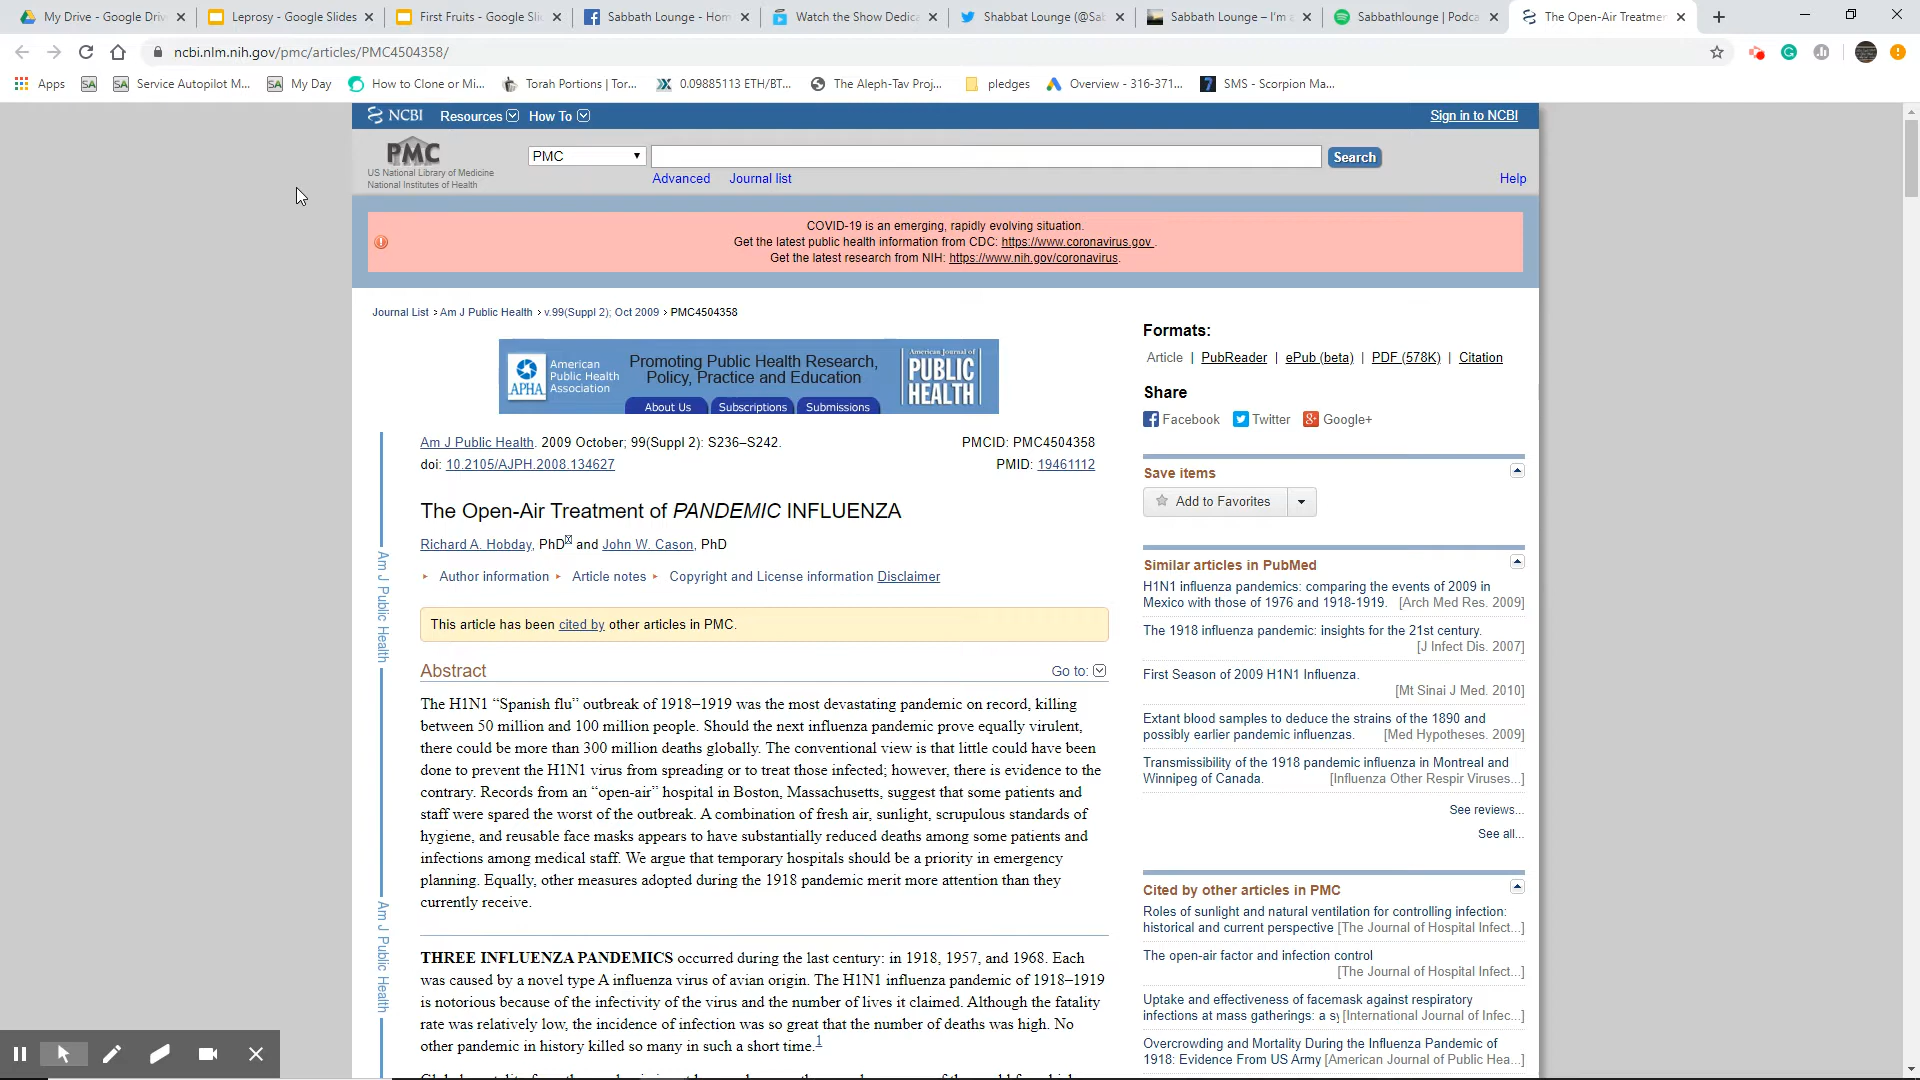 My Drive - Google Driv
Leprosy - Google Slides
First Fruits - Google Sli
Sabbath Lounge - Hom
Watch the Show Dedica
Shabbat Lounge (@Sab
Sabbath Lounge – I'm a
Sabbathlounge | Podca
The Open-Air Treatmen
ncbi.nlm.nih.gov/pmc/articles/PMC4504358/
Apps
SA
SA Service Autopilot M...
SA My Day
How to Clone or Mi...
Torah Portions | Tor...
0.09885113 ETH/BT...
The Aleph-Tav Proj...
pledges
Overview - 316-371...
7 SMS - Scorpion Ma...
NCBI Resources How To Sign in to NCBI
PMC
US National Library of Medicine
National Institutes of Health
PMC
Search
Advanced Journal list Help
COVID-19 is an emerging, rapidly evolving situation.
Get the latest public health information from CDC: https://www.coronavirus.gov .
Get the latest research from NIH: https://www.nih.gov/coronavirus.
Journal List > Am J Public Health > v.99(Suppl 2); Oct 2009 > PMC4504358
APHA
American
Public Health
Association
Promoting Public Health Research,
Policy, Practice and Education
About Us Subscriptions Submissions
American Journal of
PUBLIC
HEALTH
Am J Public Health. 2009 October; 99(Suppl 2): S236–S242. PMCID: PMC4504358
doi: 10.2105/AJPH.2008.134627 PMID: 19461112
The Open-Air Treatment of PANDEMIC INFLUENZA
Richard A. Hobday, PhD and John W. Cason, PhD
Author information Article notes Copyright and License information Disclaimer
This article has been cited by other articles in PMC.
Abstract Go to:
The H1N1 “Spanish flu” outbreak of 1918–1919 was the most devastating pandemic on record, killing
between 50 million and 100 million people. Should the next influenza pandemic prove equally virulent,
there could be more than 300 million deaths globally. The conventional view is that little could have been
done to prevent the H1N1 virus from spreading or to treat those infected; however, there is evidence to the
contrary. Records from an “open-air” hospital in Boston, Massachusetts, suggest that some patients and
staff were spared the worst of the outbreak. A combination of fresh air, sunlight, scrupulous standards of
hygiene, and reusable face masks appears to have substantially reduced deaths among some patients and
infections among medical staff. We argue that temporary hospitals should be a priority in emergency
planning. Equally, other measures adopted during the 1918 pandemic merit more attention than they
currently receive.
THREE INFLUENZA PANDEMICS occurred during the last century: in 1918, 1957, and 1968. Each
was caused by a novel type A influenza virus of avian origin. The H1N1 influenza pandemic of 1918–1919
is notorious because of the infectivity of the virus and the number of lives it claimed. Although the fatality
rate was relatively low, the incidence of infection was so great that the number of deaths was high. No
other pandemic in history killed so many in such a short time.1
Am J Public Health
Am J Public Health
Formats:
Article | PubReader | ePub (beta) | PDF (578K) | Citation
Share
Facebook Twitter Google+
Save items
Add to Favorites
Similar articles in PubMed
H1N1 influenza pandemics: comparing the events of 2009 in
Mexico with those of 1976 and 1918-1919. [Arch Med Res. 2009]
The 1918 influenza pandemic: insights for the 21st century.
[J Infect Dis. 2007]
First Season of 2009 H1N1 Influenza.
[Mt Sinai J Med. 2010]
Extant blood samples to deduce the strains of the 1890 and
possibly earlier pandemic influenzas. [Med Hypotheses. 2009]
Transmissibility of the 1918 pandemic influenza in Montreal and
Winnipeg of Canada. [Influenza Other Respir Viruses...]
See reviews...
See all...
Cited by other articles in PMC
Roles of sunlight and natural ventilation for controlling infection:
historical and current perspective [The Journal of Hospital Infect...]
The open-air factor and infection control
[The Journal of Hospital Infect...]
Uptake and effectiveness of facemask against respiratory
infections at mass gatherings: a sy [International Journal of Infec...]
Overcrowding and Mortality During the Influenza Pandemic of
1918: Evidence From US Army [American Journal of Public Hea...]